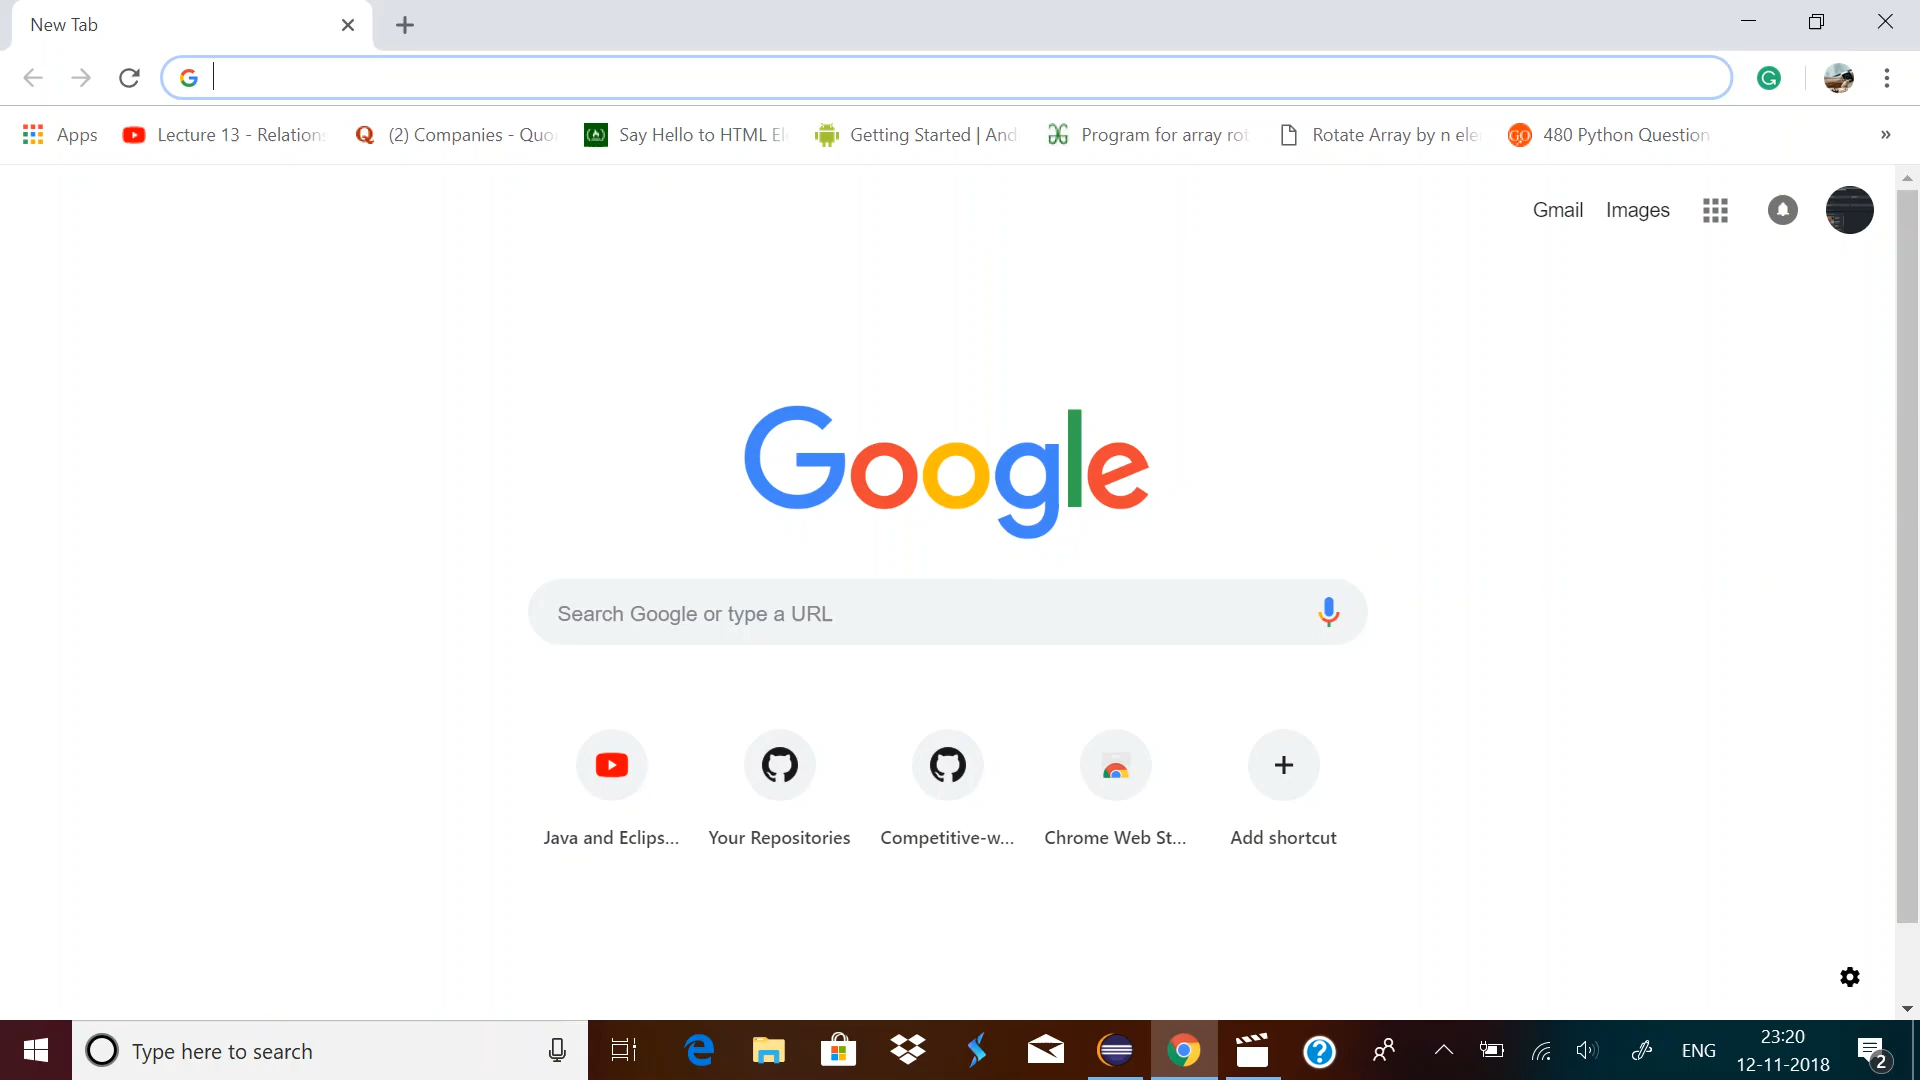 New Tab
Apps
Lecture 13 - Relations
(2) Companies - Quo
Say Hello to HTML El
Getting Started | And
Program for array rot
Rotate Array by n ele
480 Python Question
»
Gmail
Images
Google
Search Google or type a URL
Java and Eclips...
Your Repositories
Competitive-w...
Chrome Web St...
Add shortcut
Type here to search
ENG
23:20
12-11-2018
2